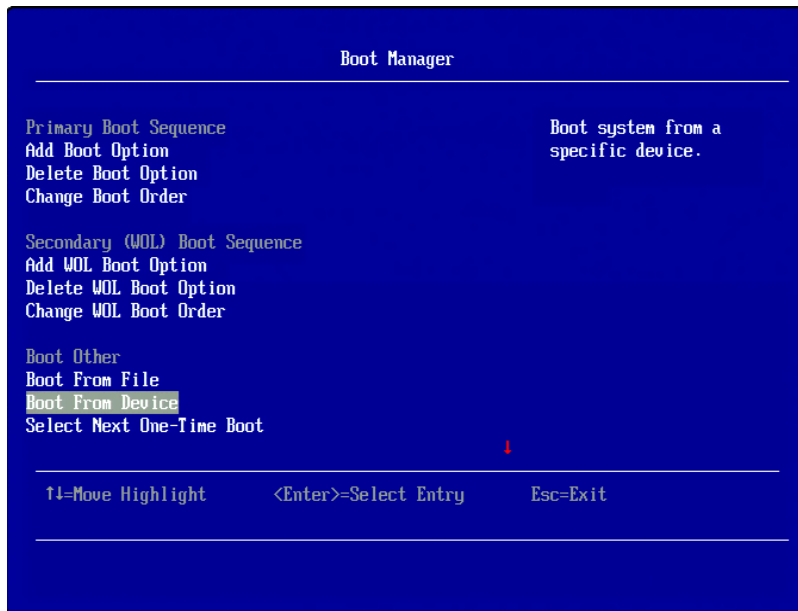 Boot Manager
Primary Boot Sequence
Add Boot Option
Delete Boot Option
Change Boot Order
Boot system from a
specific device.
Secondary (WOL) Boot Sequence
Add WOL Boot Option
Delete WOL Boot Option
Change WOL Boot Order
Boot Other
Boot From File
Boot From Device
Select Next One-Time Boot
↓
↑↓=Move Highlight <Enter>=Select Entry Esc=Exit